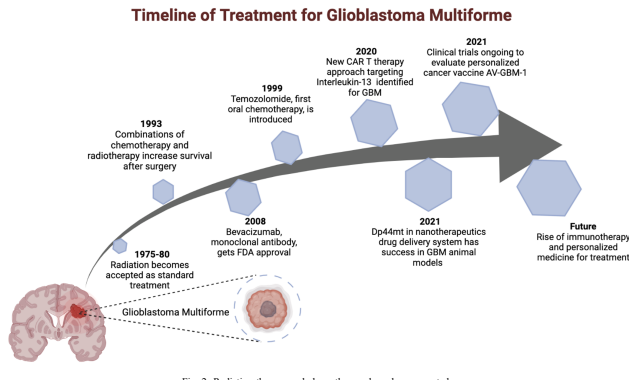 Timeline of Treatment for Glioblastoma Multiforme
1975-80
Radiation becomes
accepted as standard
treatment
1993
Combinations of
chemotherapy and
radiotherapy increase survival
after surgery
1999
Temozolomide, first
oral chemotherapy, is
introduced
2008
Bevacizumab,
monoclonal antibody,
gets FDA approval
2020
New CAR T therapy
approach targeting
Interleukin-13 identified
for GBM
2021
Clinical trials ongoing to
evaluate personalized
cancer vaccine AV-GBM-1
2021
Dp44mt in nanotherapeutics
drug delivery system has
success in GBM animal
models
Future
Rise of immunotherapy
and personalized
medicine for treatment
Glioblastoma Multiforme